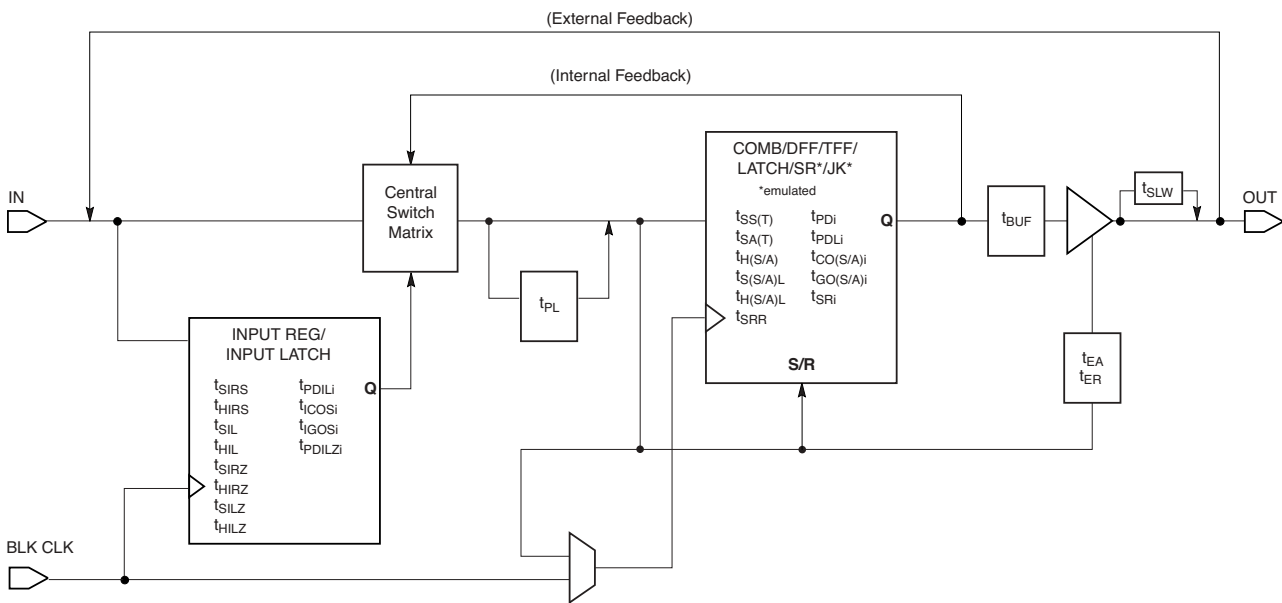 (External Feedback)
(Internal Feedback)
IN
Central
Switch
Matrix
COMB/DFF/TFF/
LATCH/SR*/JK*
*emulated
tSS(T)
tSA(T)
tH(S/A)
tS(S/A)L
tH(S/A)L
tSRR
tPDi
tPDLi
tCO(S/A)i
tGO(S/A)i
tSRi
Q
S/R
tBUF
tSLW
OUT
tPL
tEA
tER
INPUT REG/
INPUT LATCH
tSIRS
tHIRS
tSIL
tHIL
tSIRZ
tHIRZ
tSILZ
tHILZ
tPDILi
tICOSi
tIGOSi
tPDILZi
Q
BLK CLK